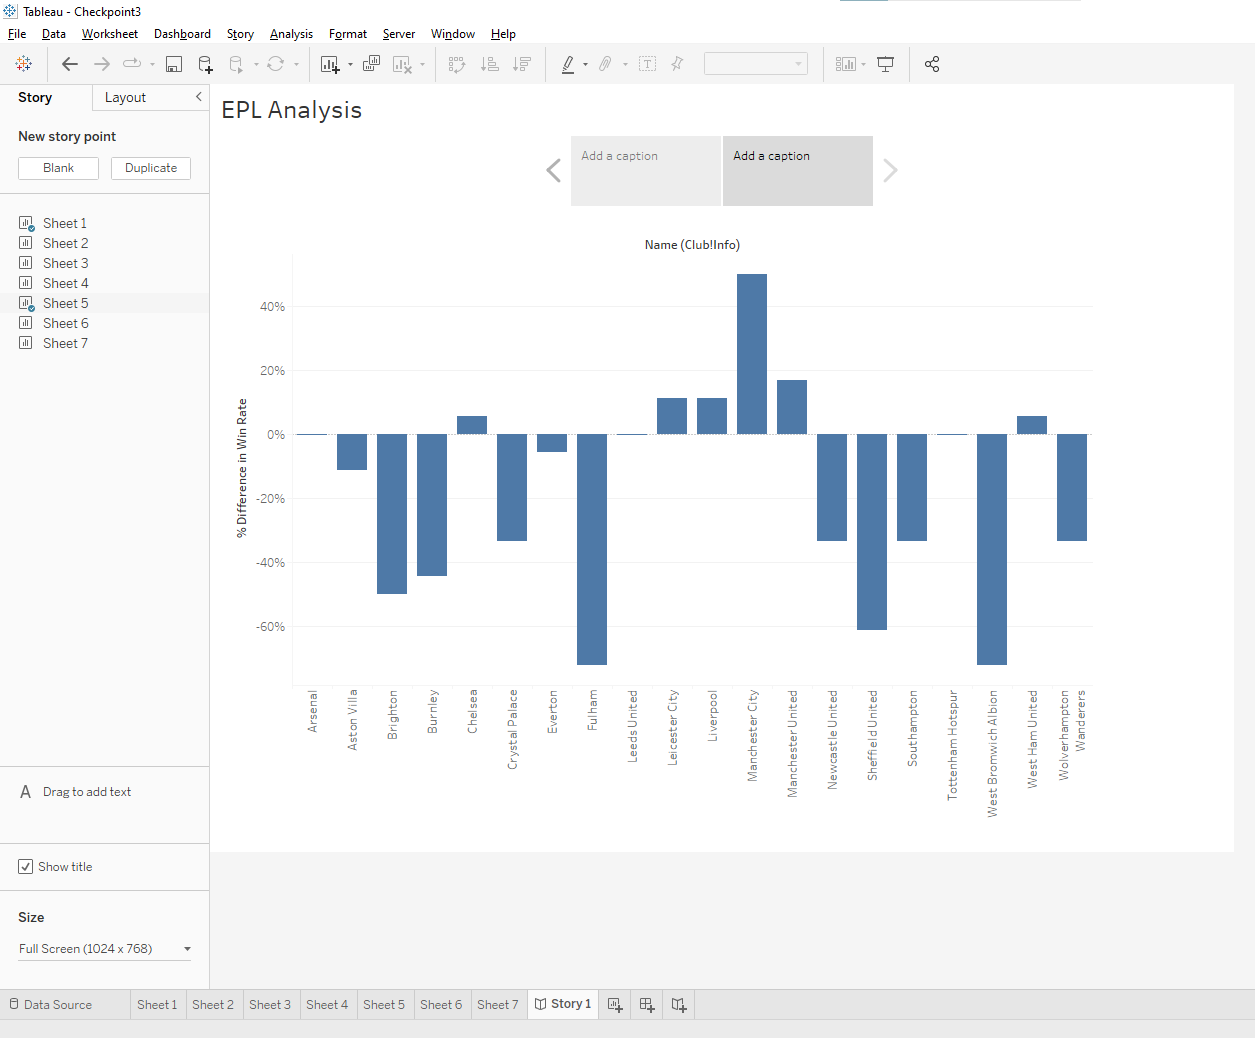 Tableau - Checkpoint3
File Data Worksheet Dashboard Story Analysis Format Server Window Help
Story Layout
New story point
Blank Duplicate
Sheet 1
Sheet 2
Sheet 3
Sheet 4
Sheet 5
Sheet 6
Sheet 7
A Drag to add text
Show title
Size
Full Screen (1024 x 768)
EPL Analysis
Add a caption Add a caption
Name (Club!Info)
% Difference in Win Rate
40%
20%
0%
-20%
-40%
-60%
Arsenal
Aston Villa
Brighton
Burnley
Chelsea
Crystal Palace
Everton
Fulham
Leeds United
Leicester City
Liverpool
Manchester City
Manchester United
Newcastle United
Sheffield United
Southampton
Tottenham Hotspur
West Bromwich Albion
West Ham United
Wolverhampton
Wanderers
Data Source Sheet 1 Sheet 2 Sheet 3 Sheet 4 Sheet 5 Sheet 6 Sheet 7 Story 1